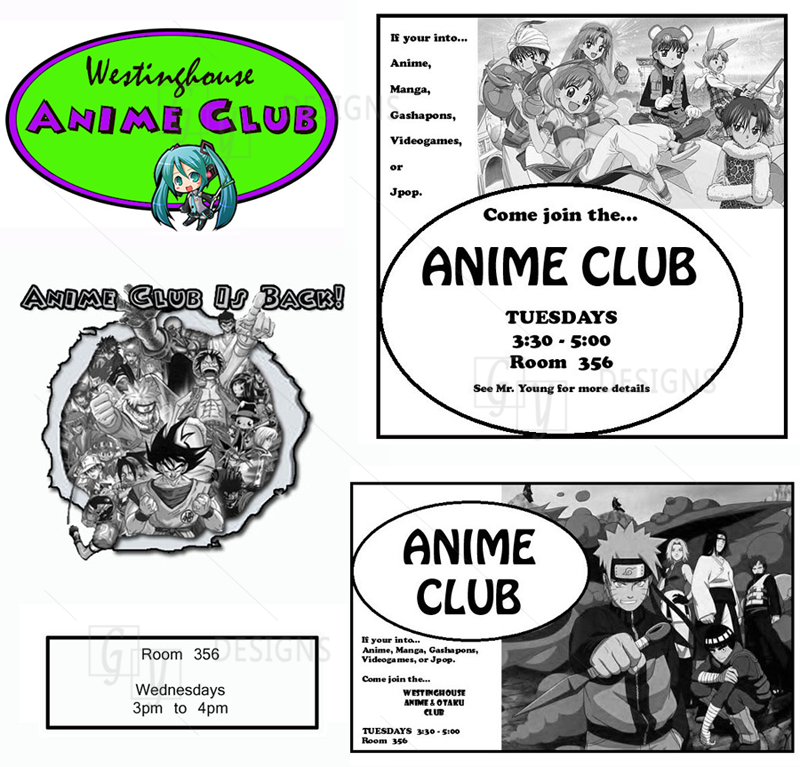 Westinghouse
ANIME CLUB
Anime Club Is Back!
Room 356
Wednesdays
3pm to 4pm
If your into...
Anime,
Manga,
Gashapons,
Videogames,
or
Jpop.
Come join the...
ANIME CLUB
TUESDAYS
3:30 - 5:00
Room 356
See Mr. Young for more details
ANIME
CLUB
If your into...
Anime, Manga, Gashapons,
Videogames, or Jpop.
Come join the...
WESTINGHOUSE
ANIME & OTAKU
CLUB
TUESDAYS 3:30 - 5:00
Room 356
GY DESIGNS
GY DESIGNS
GY DESIGNS